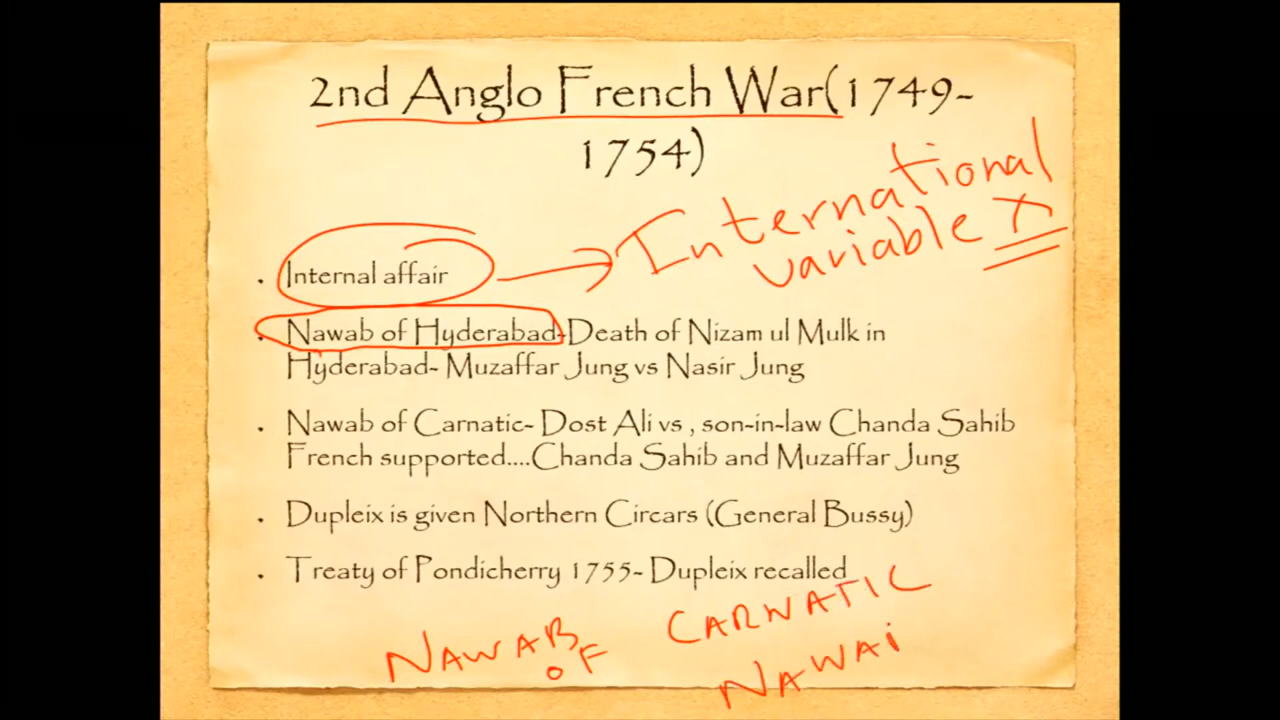 2nd Anglo French War(1749-
1754)
International
variable X
. Internal affair
. Nawab of Hyderabad-Death of Nizam ul Mulk in
Hyderabad- Muzaffar Jung vs Nasir Jung
. Nawab of Carnatic- Dost Ali vs , son-in-law Chanda Sahib
French supported....Chanda Sahib and Muzaffar Jung
. Dupleix is given Northern Circars (General Bussy)
. Treaty of Pondicherry 1755- Dupleix recalled
NAWAB OF CARNATIC
NAWAI